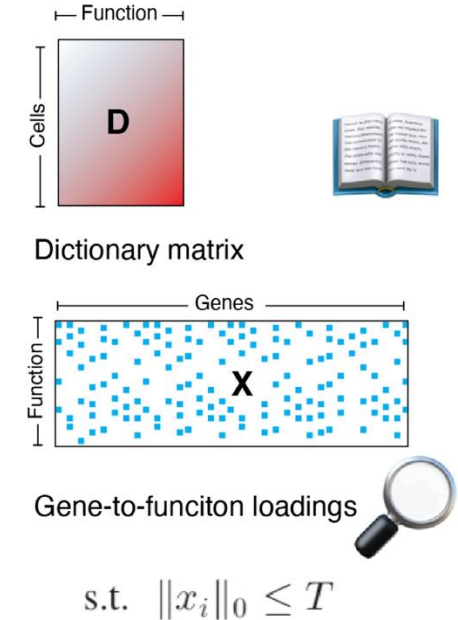 Function
Cells
D
Dictionary matrix
Genes
Function
X
Gene-to-funciton loadings
s.t. ‖x_i‖_0 ≤ T